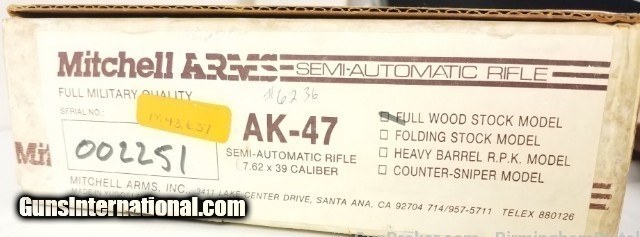 Mitchell ARMS SEMI-AUTOMATIC RIFLE
FULL MILITARY QUALITY
SERIAL NO.:
002251
AK-47
SEMI-AUTOMATIC RIFLE
7.62 x 39 CALIBER
FULL WOOD STOCK MODEL
FOLDING STOCK MODEL
HEAVY BARREL R.P.K. MODEL
COUNTER-SNIPER MODEL
MITCHELL ARMS, INC. 3411 LAKE CENTER DRIVE, SANTA ANA, CA 92704 714/957-5711 TELEX 880126
GunsInternational.com